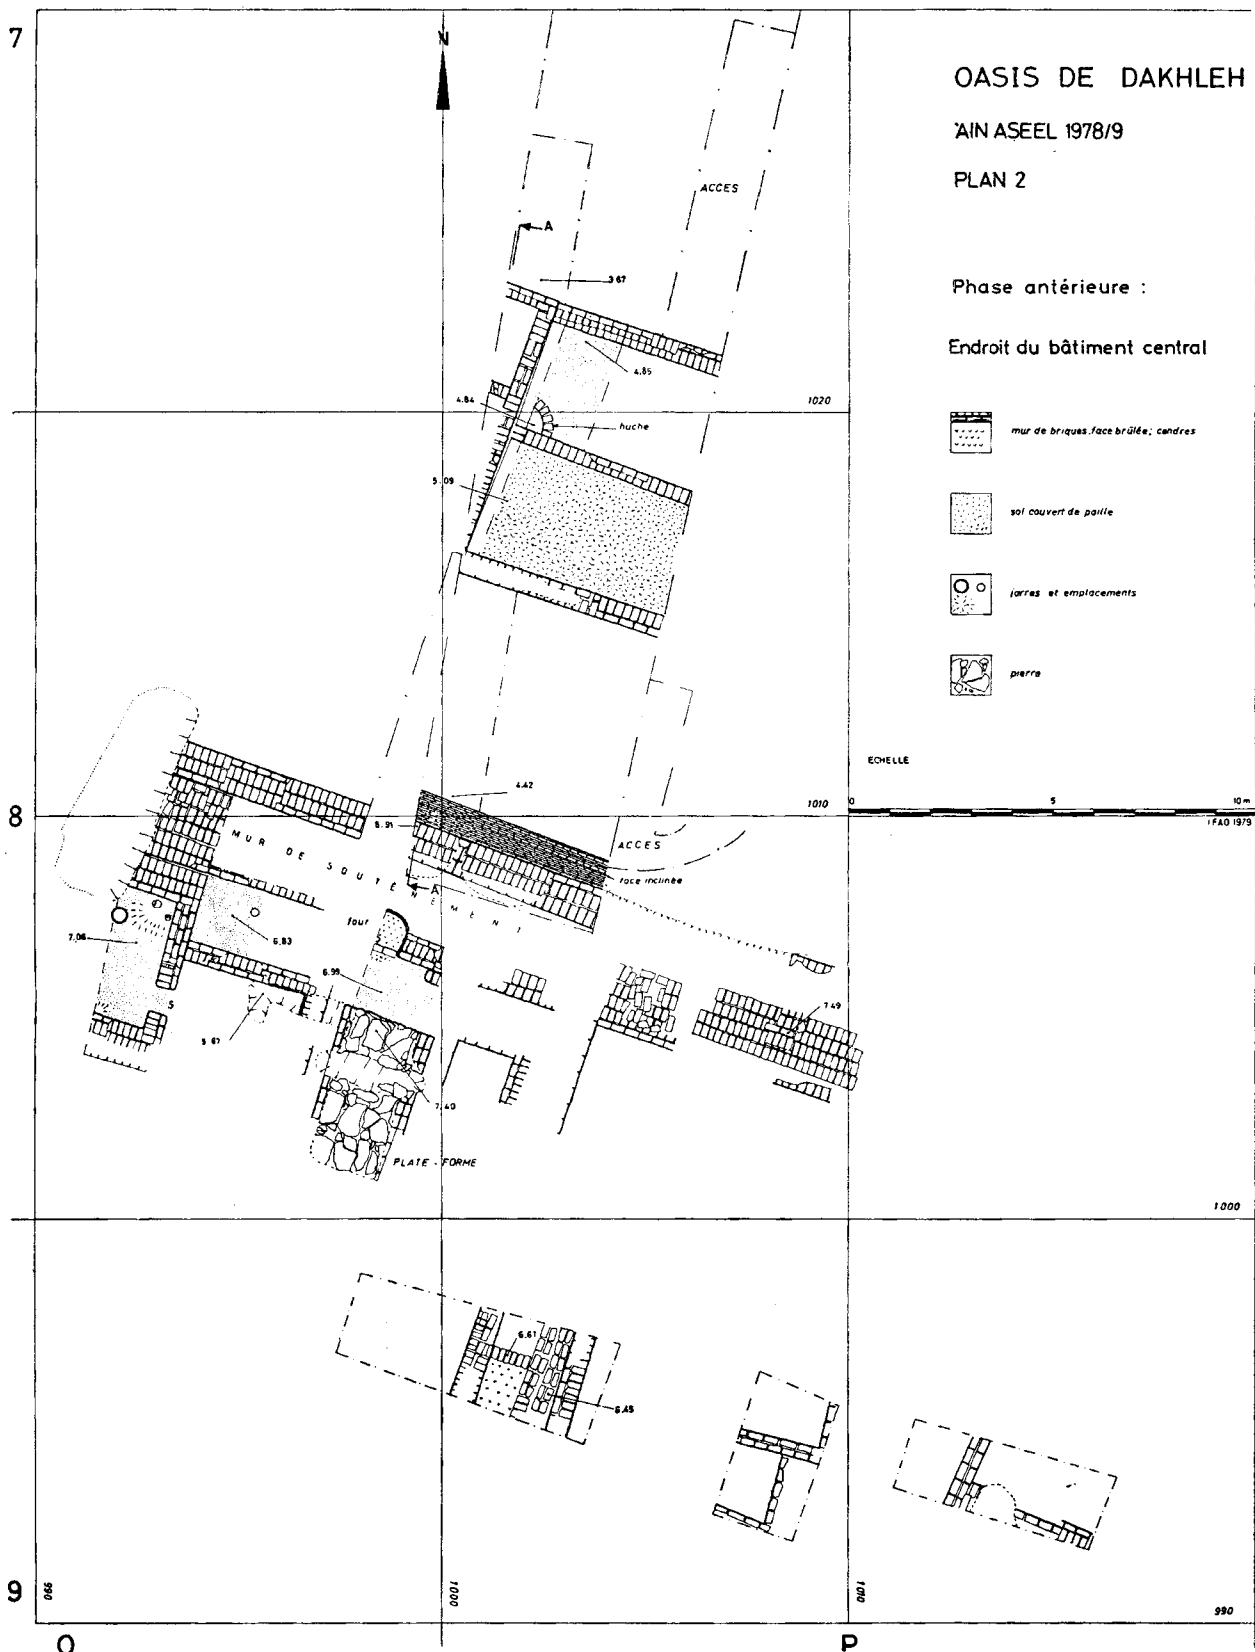 7
N
OASIS DE DAKHLEH
'AIN ASEEL 1978/9
PLAN 2
ACCES
A
3.67
Phase antérieure :
Endroit du bâtiment central
4.85
4.84
1020
huche
mur de briques, face brûlée; cendres
5.09
sol couvert de paille
jarres et emplacements
pierre
ECHELLE
4.42
1010
0 5 10 m
8
6.91
IFAO 1979
MUR DE SOUTÉNEMENT
ACCES
face inclinée
A
four
7.06
6.83
6.99
S
7.49
5.67
7.40
PLATE-FORME
1000
6.61
6.45
9
990
1000
1010
990
O
P